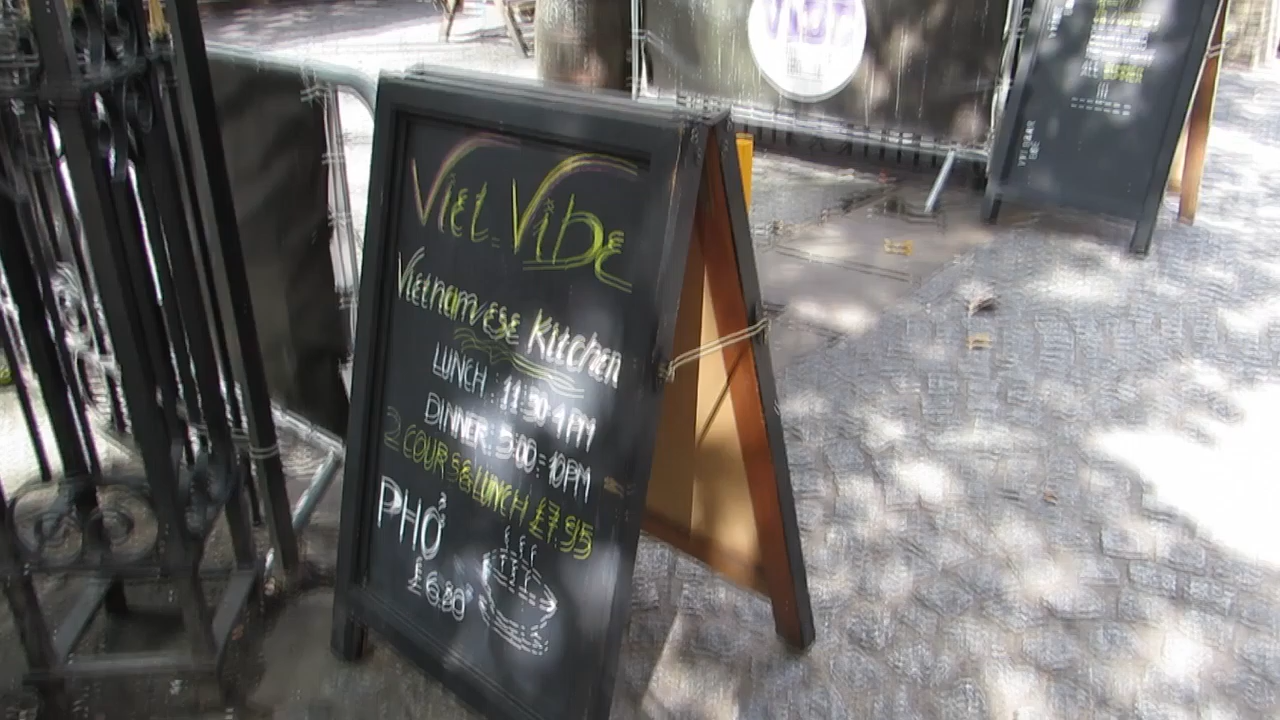 Viet Vibe
Vietnamese Kitchen
LUNCH: 11:30-4PM
DINNER: 5:00-10PM
2 COURSE LUNCH £7.95
PHỞ
£6.80